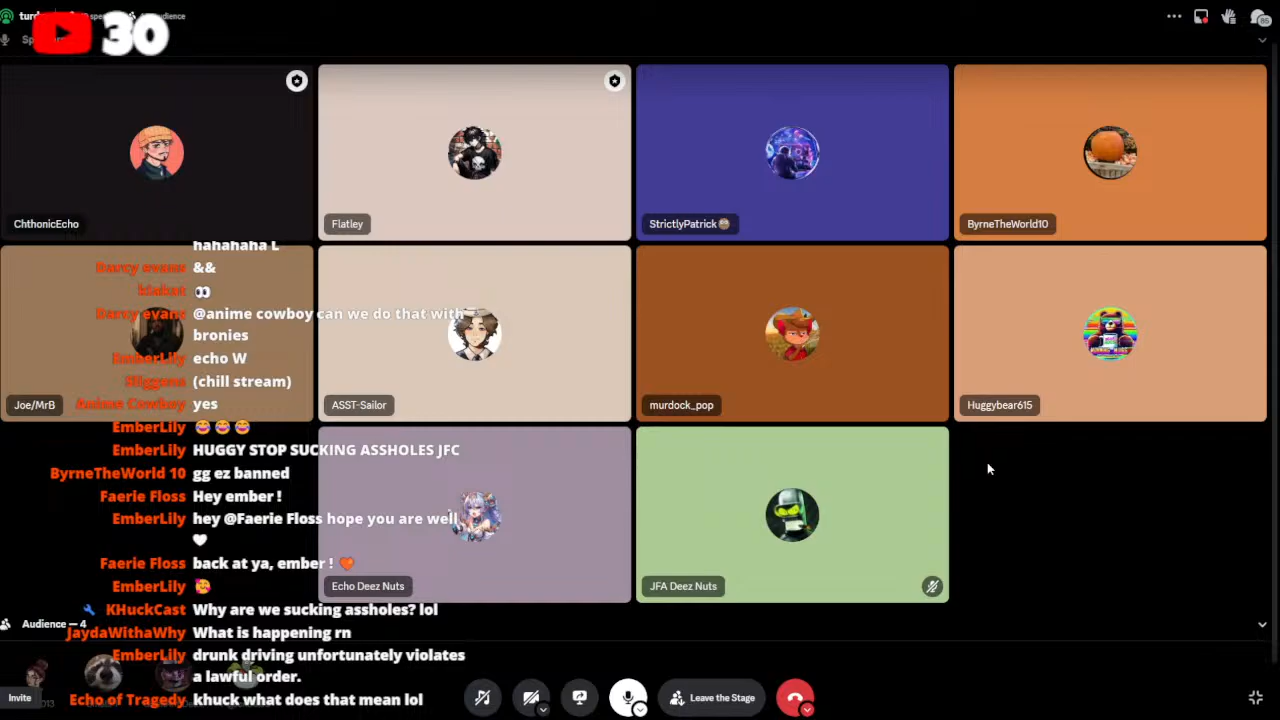 30
86
ChthonicEcho
Flatley
StrictlyPatrick
ByrneTheWorld10
hahahaha L
Darcy evans &&
kiabat
Darcy evans @anime cowboy can we do that with
bronies
EmberLily echo W
(chill stream)
Anime Cowboy yes
Joe/MrB
ASST-Sailor
murdock_pop
Huggybear615
EmberLily 😂😂😂
EmberLily HUGGY STOP SUCKING ASSHOLES JFC
ByrneTheWorld 10 gg ez banned
Faerie Floss Hey ember !
EmberLily hey @Faerie Floss hope you are well
🤍
Faerie Floss back at ya, ember ! 🧡
EmberLily 🥰
Echo Deez Nuts
JFA Deez Nuts
KHuckCast Why are we sucking assholes? lol
Audience — 4
JaydaWithaWhy What is happening rn
EmberLily drunk driving unfortunately violates
a lawful order.
Echo of Tragedy khuck what does that mean lol
Invite
Leave the Stage